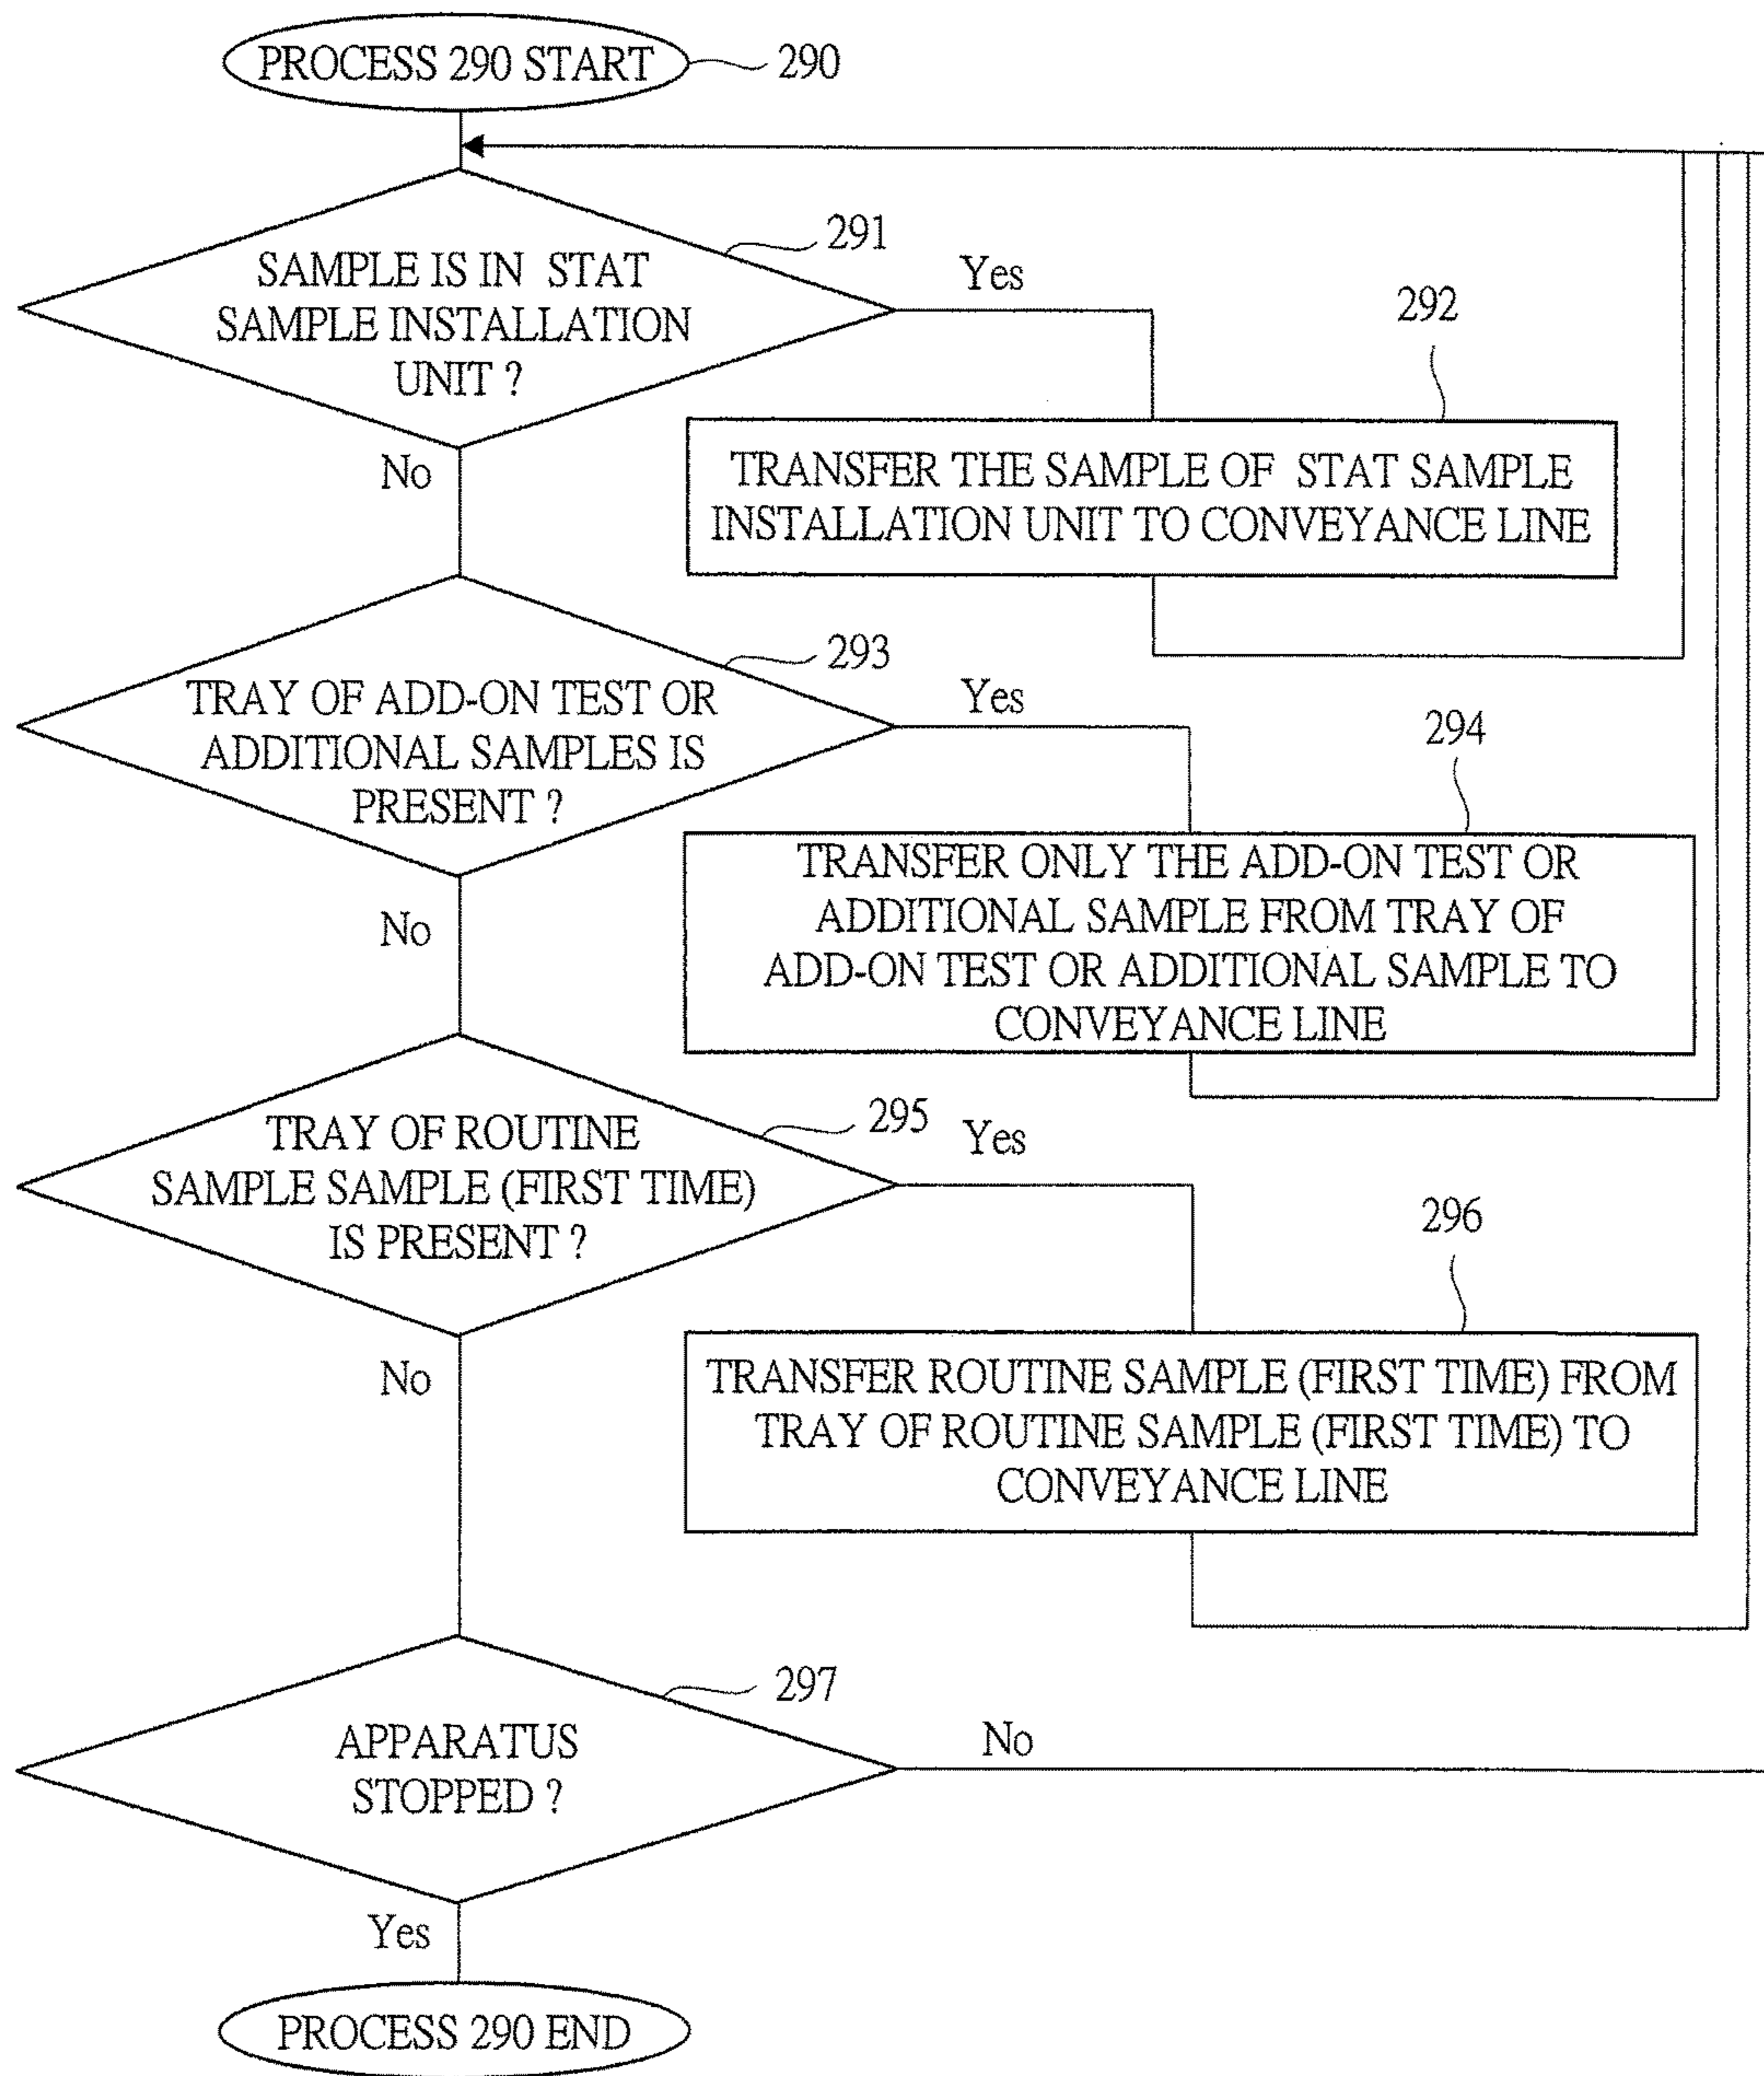 PROCESS 290 START
290
291
SAMPLE IS IN STAT
SAMPLE INSTALLATION
UNIT ?
Yes
No
292
TRANSFER THE SAMPLE OF STAT SAMPLE
INSTALLATION UNIT TO CONVEYANCE LINE
293
TRAY OF ADD-ON TEST OR
ADDITIONAL SAMPLES IS
PRESENT ?
Yes
No
294
TRANSFER ONLY THE ADD-ON TEST OR
ADDITIONAL SAMPLE FROM TRAY OF
ADD-ON TEST OR ADDITIONAL SAMPLE TO
CONVEYANCE LINE
295
TRAY OF ROUTINE
SAMPLE SAMPLE (FIRST TIME)
IS PRESENT ?
Yes
No
296
TRANSFER ROUTINE SAMPLE (FIRST TIME) FROM
TRAY OF ROUTINE SAMPLE (FIRST TIME) TO
CONVEYANCE LINE
297
APPARATUS
STOPPED ?
No
Yes
PROCESS 290 END